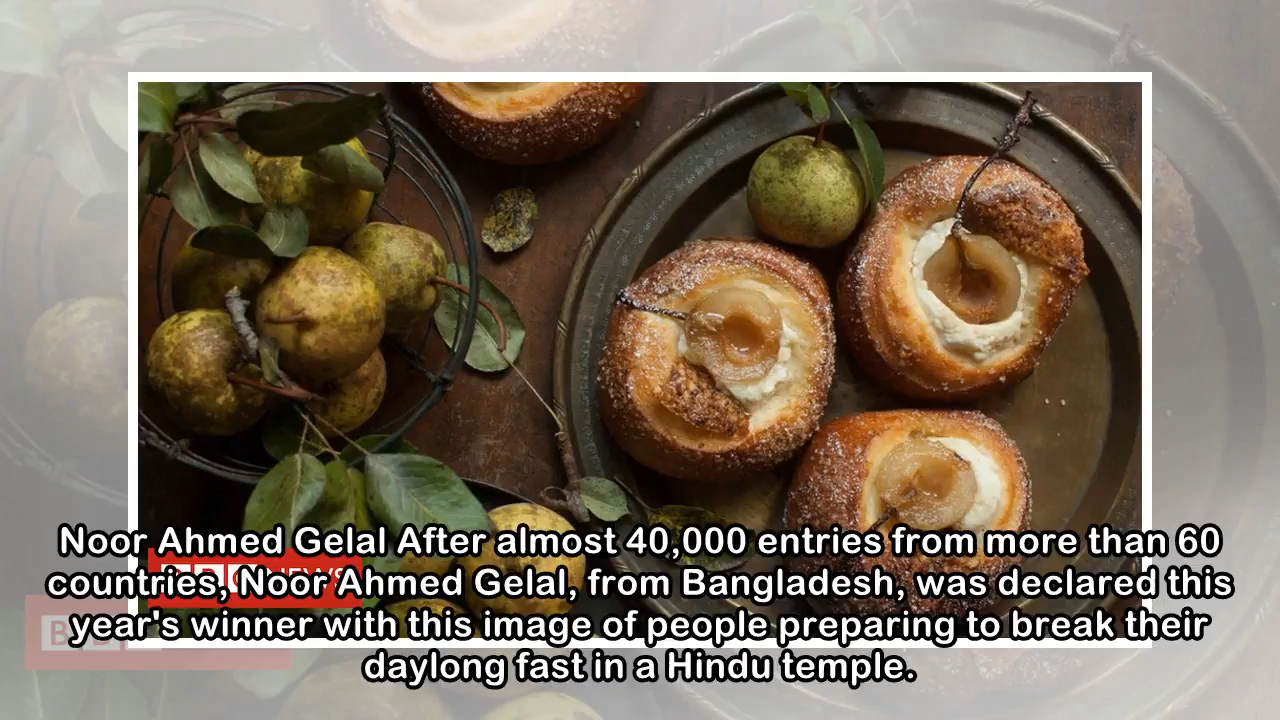 Noor Ahmed Gelal After almost 40,000 entries from more than 60
countries, Noor Ahmed Gelal, from Bangladesh, was declared this
year's winner with this image of people preparing to break their
daylong fast in a Hindu temple.
NEWS